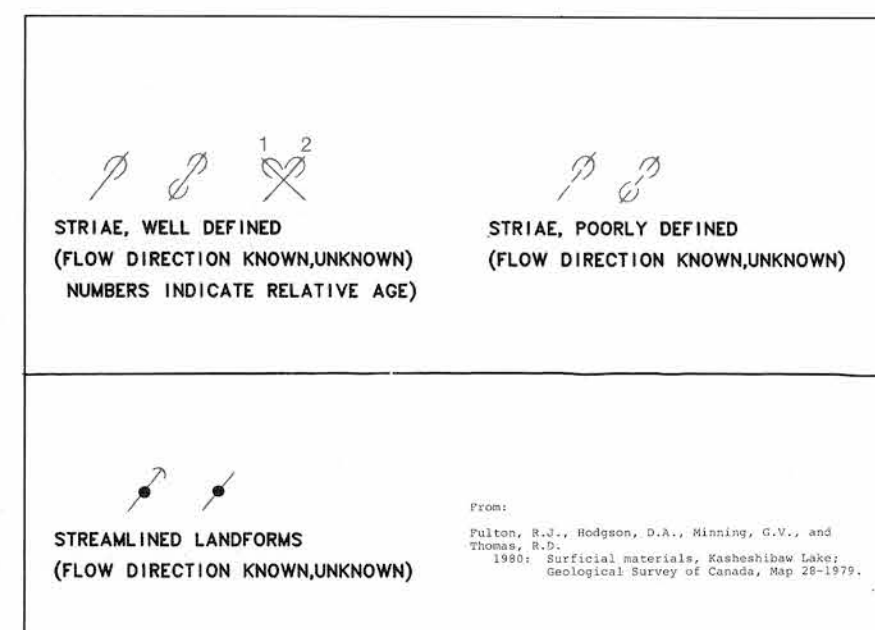 1 2
STRIAE, WELL DEFINED
(FLOW DIRECTION KNOWN,UNKNOWN)
NUMBERS INDICATE RELATIVE AGE)
STRIAE, POORLY DEFINED
(FLOW DIRECTION KNOWN,UNKNOWN)
STREAMLINED LANDFORMS
(FLOW DIRECTION KNOWN,UNKNOWN)
From:
Fulton, R.J., Hodgson, D.A., Minning, G.V., and
Thomas, R.D.
1980: Surficial materials, Kasheshibaw Lake;
Geological Survey of Canada, Map 28-1979.